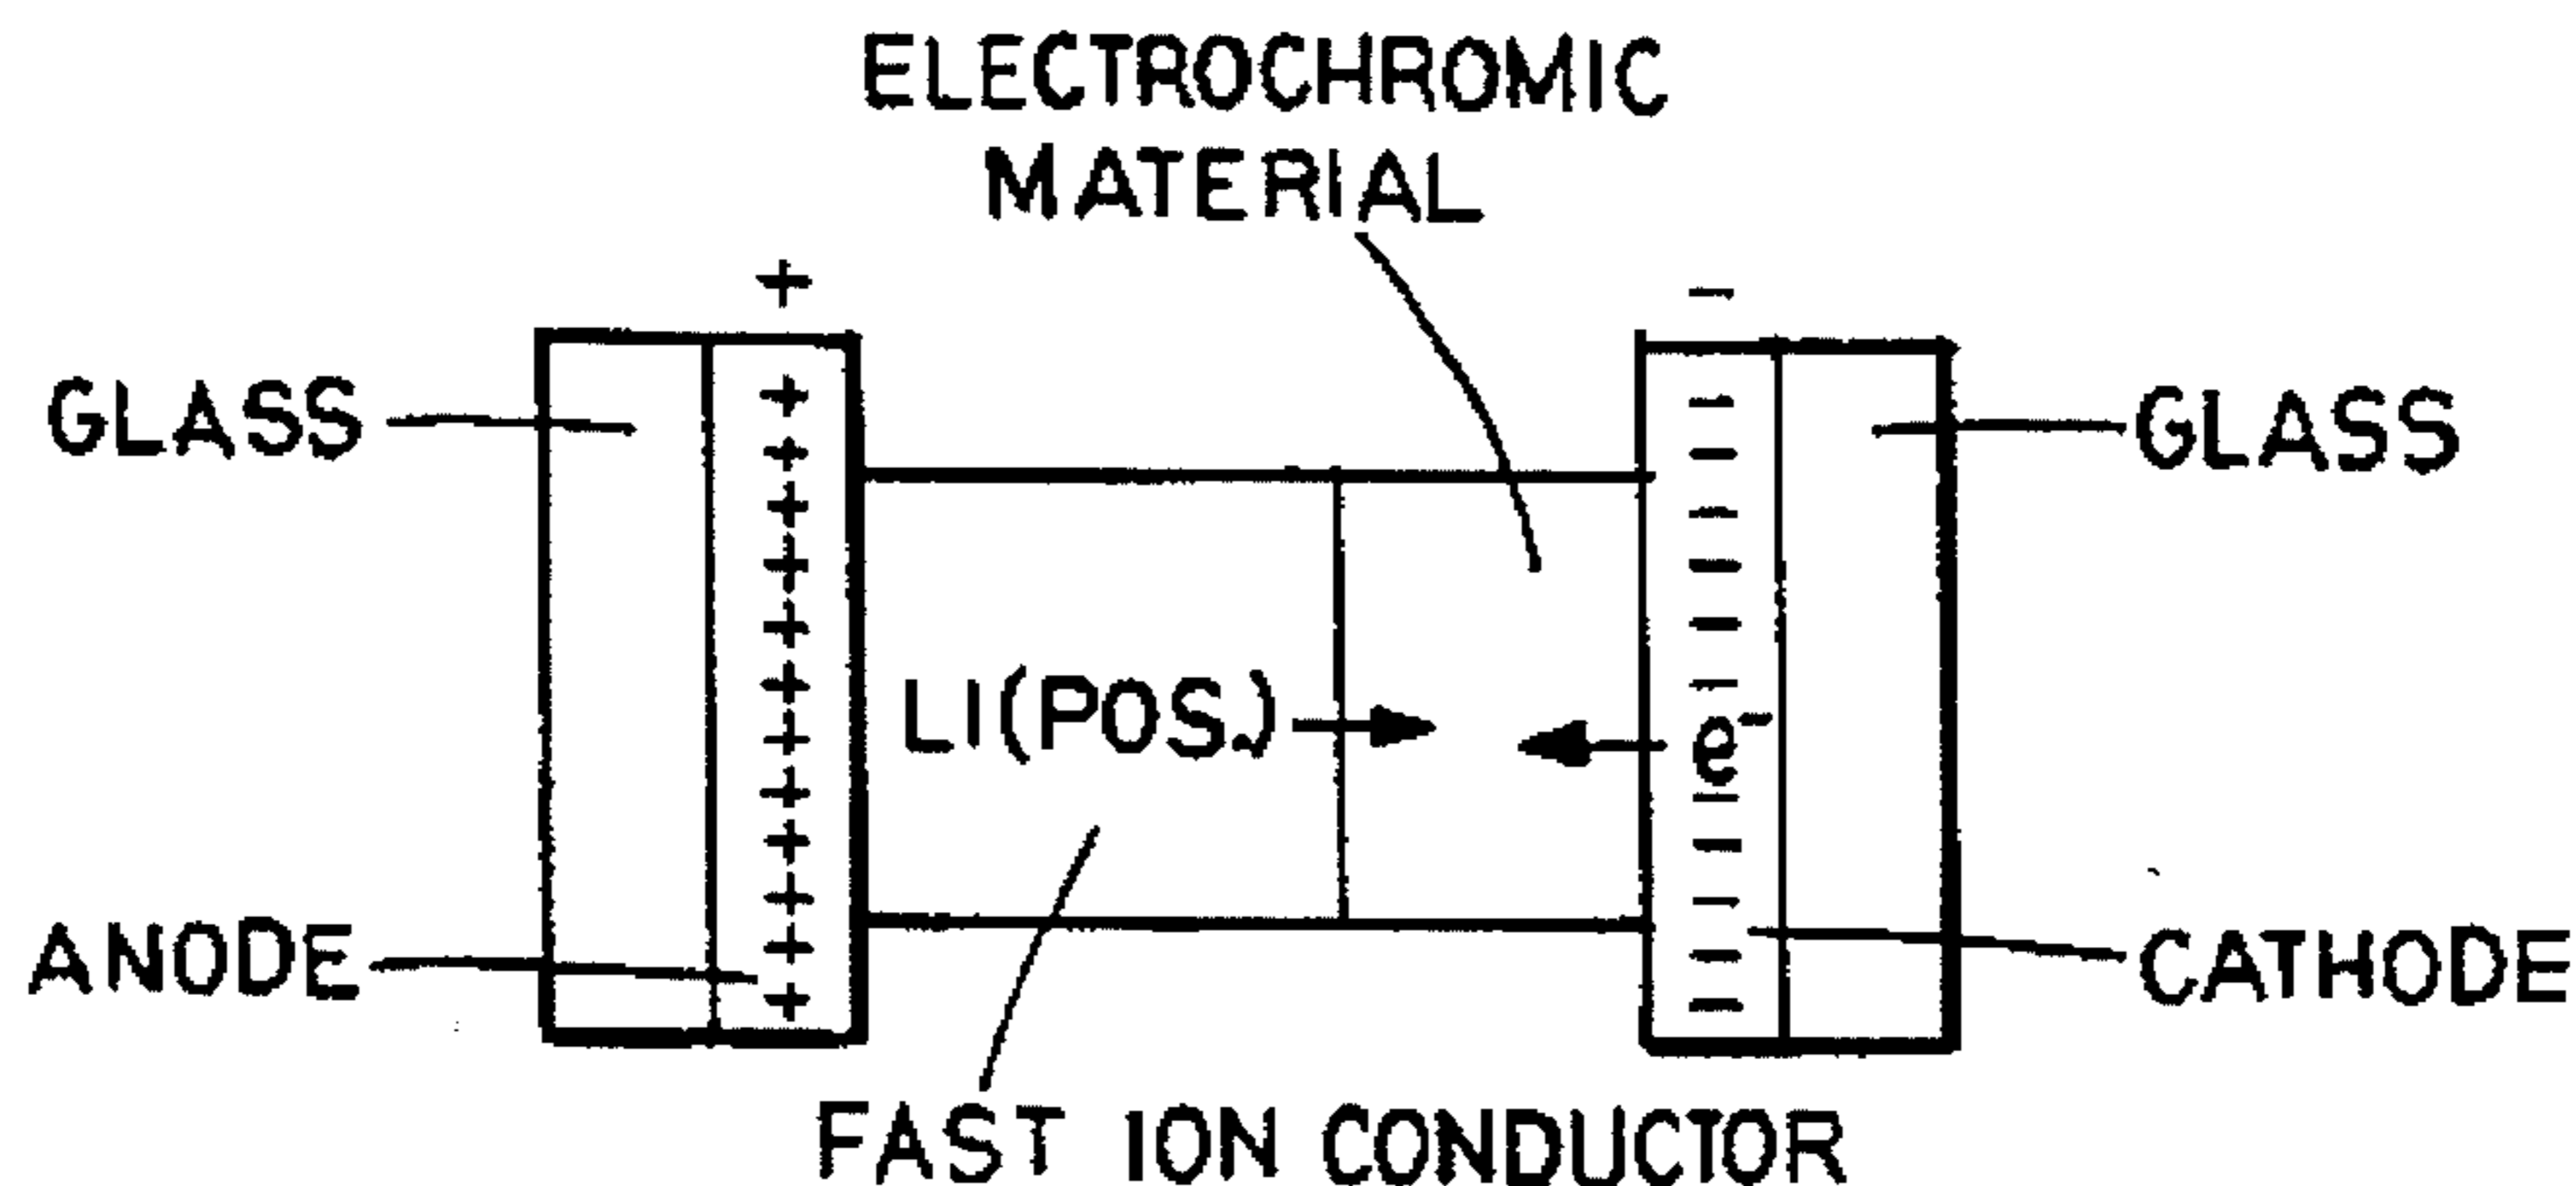 ELECTROCHROMIC
MATERIAL
+ -
GLASS + - GLASS
+ -
+ -
+ -
+ -
+ -
LI(POS.) e⁻
+
+ -
+ -
+ -
ANODE + - CATHODE
+ -
FAST ION CONDUCTOR